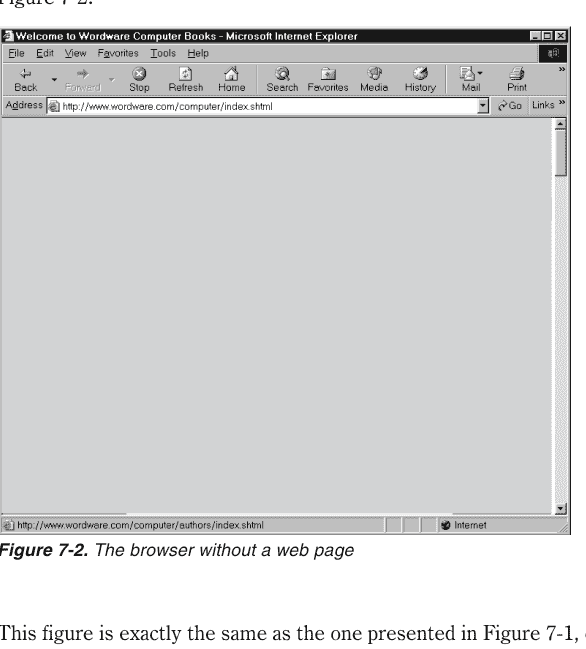 Figure 7-2.
Welcome to Wordware Computer Books - Microsoft Internet Explorer
File Edit View Favorites Tools Help
Back Forward Stop Refresh Home Search Favorites Media History Mail Print »
Address http://www.wordware.com/computer/index.shtml Go Links »
http://www.wordware.com/computer/authors/index.shtml Internet
Figure 7-2. The browser without a web page
This figure is exactly the same as the one presented in Figure 7-1,